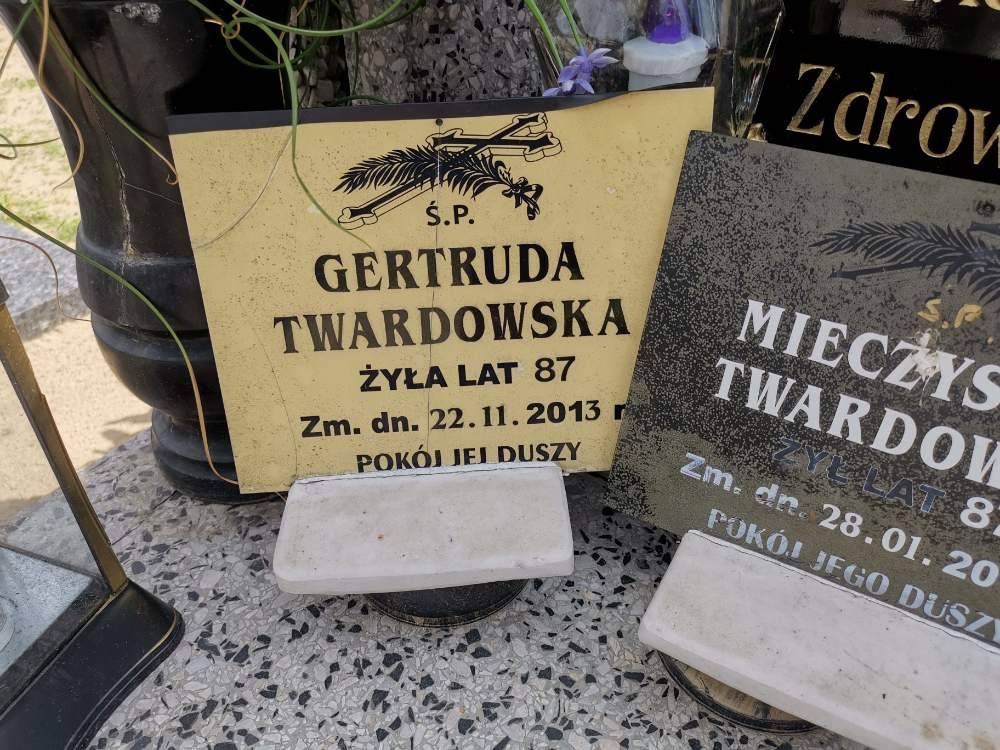 Ś.P.
GERTRUDA
TWARDOWSKA
ŻYŁA LAT 87
Zm. dn. 22.11.2013 r
POKÓJ JEJ DUSZY
Zdrow
Ś.P
MIECZYS
TWARDOW
ŻYŁ LAT 8
Zm. dn. 28.01.20
POKÓJ JEGO DUSZY